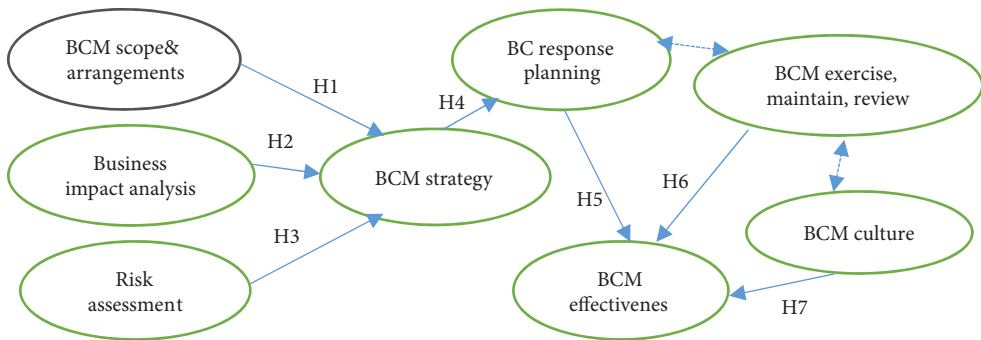 BCM scope&
arrangements
H1
Business
impact analysis
H2
Risk
assessment
H3
BCM strategy
H4
BC response
planning
BCM exercise,
maintain, review
H5
H6
BCM culture
BCM
effectivenes
H7